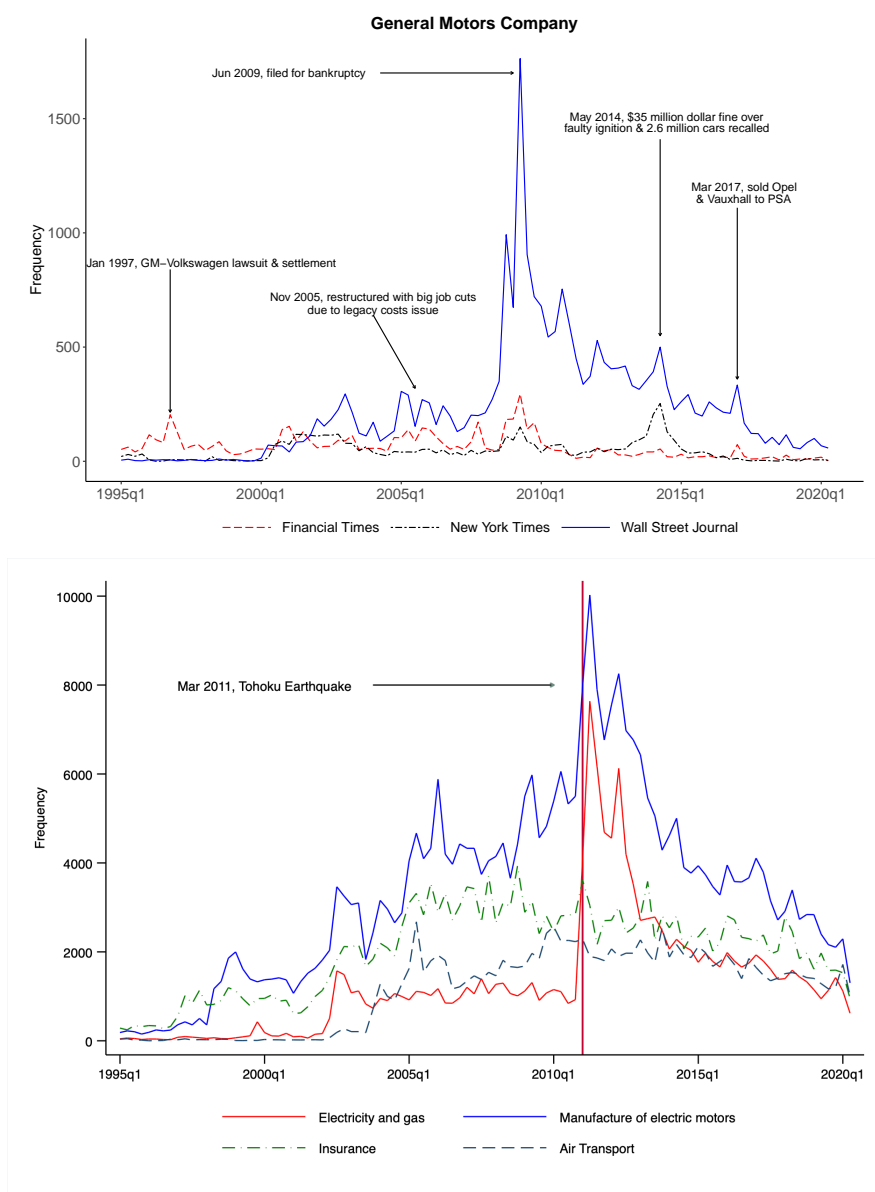 General Motors Company
Jun 2009, filed for bankruptcy
May 2014, $35 million dollar fine over
faulty ignition & 2.6 million cars recalled
Mar 2017, sold Opel
& Vauxhall to PSA
Jan 1997, GM–Volkswagen lawsuit & settlement
Nov 2005, restructured with big job cuts
due to legacy costs issue
Frequency
1500
1000
500
0
1995q1 2000q1 2005q1 2010q1 2015q1 2020q1
Financial Times New York Times Wall Street Journal
Mar 2011, Tohoku Earthquake
Frequency
10000
8000
6000
4000
2000
0
1995q1 2000q1 2005q1 2010q1 2015q1 2020q1
Electricity and gas Manufacture of electric motors
Insurance Air Transport